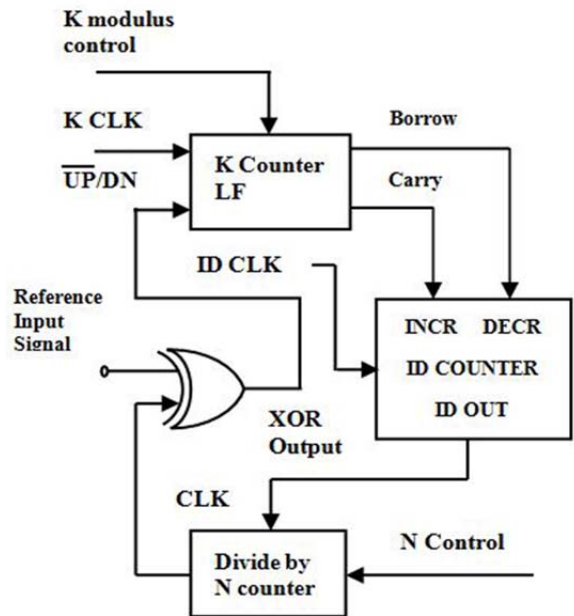 K modulus
control
K CLK
UP/DN
K Counter
LF
Borrow
Carry
ID CLK
Reference
Input
Signal
INCR DECR
ID COUNTER
ID OUT
XOR
Output
CLK
Divide by
N counter
N Control